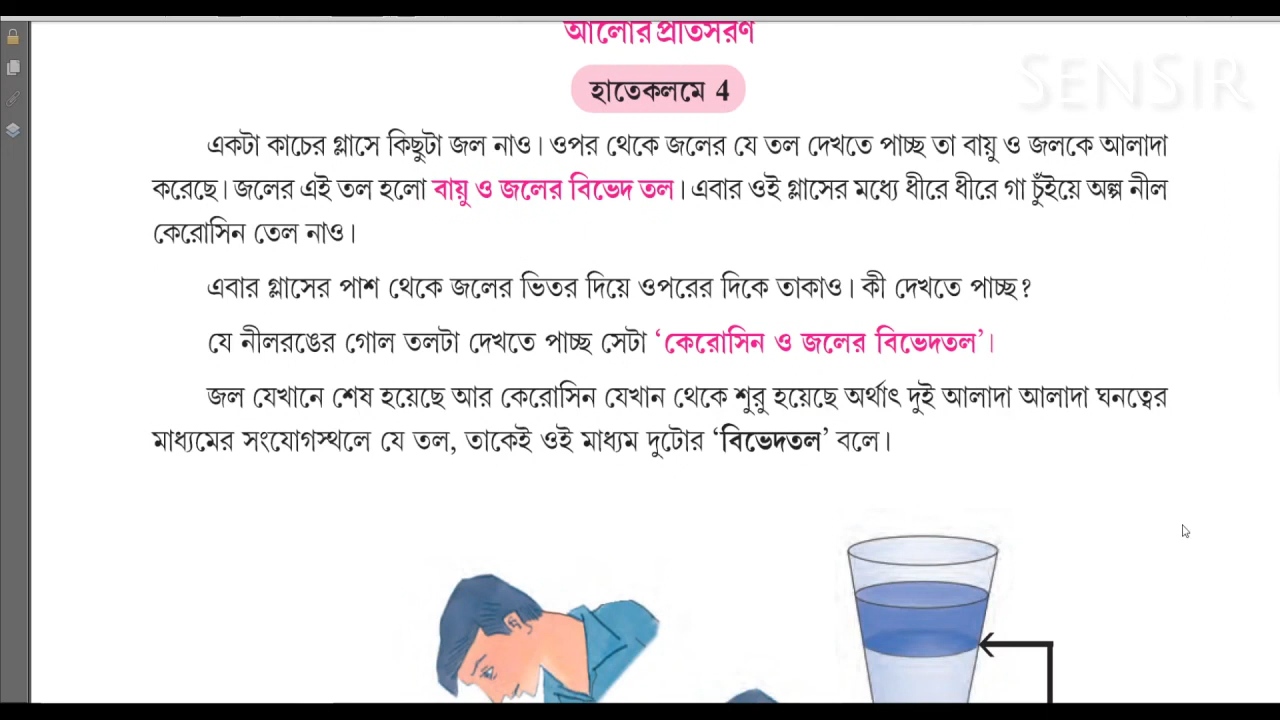 আলোর প্রতিসরণ
SENSIR
হাতেকলমে 4
একটা কাচের গ্লাসে কিছুটা জল নাও। ওপর থেকে জলের যে তল দেখতে পাচ্ছ তা বায়ু ও জলকে আলাদা
করেছে। জলের এই তল হলো বায়ু ও জলের বিভেদ তল। এবার ওই গ্লাসের মধ্যে ধীরে ধীরে গা চুঁইয়ে অল্প নীল
কেরোসিন তেল নাও।
এবার গ্লাসের পাশ থেকে জলের ভিতর দিয়ে ওপরের দিকে তাকাও। কী দেখতে পাচ্ছ?
যে নীলরঙের গোল তলটা দেখতে পাচ্ছ সেটা ‘কেরোসিন ও জলের বিভেদতল’।
জল যেখানে শেষ হয়েছে আর কেরোসিন যেখান থেকে শুরু হয়েছে অর্থাৎ দুই আলাদা আলাদা ঘনত্বের
মাধ্যমের সংযোগস্থলে যে তল, তাকেই ওই মাধ্যম দুটোর ‘বিভেদতল’ বলে।